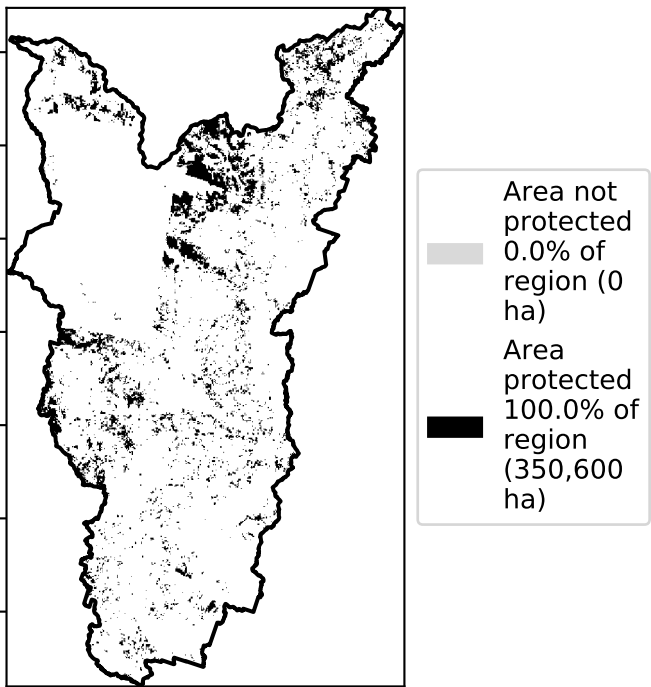 Area not
protected
0.0% of
region (0
ha)
Area
protected
100.0% of
region
(350,600
ha)